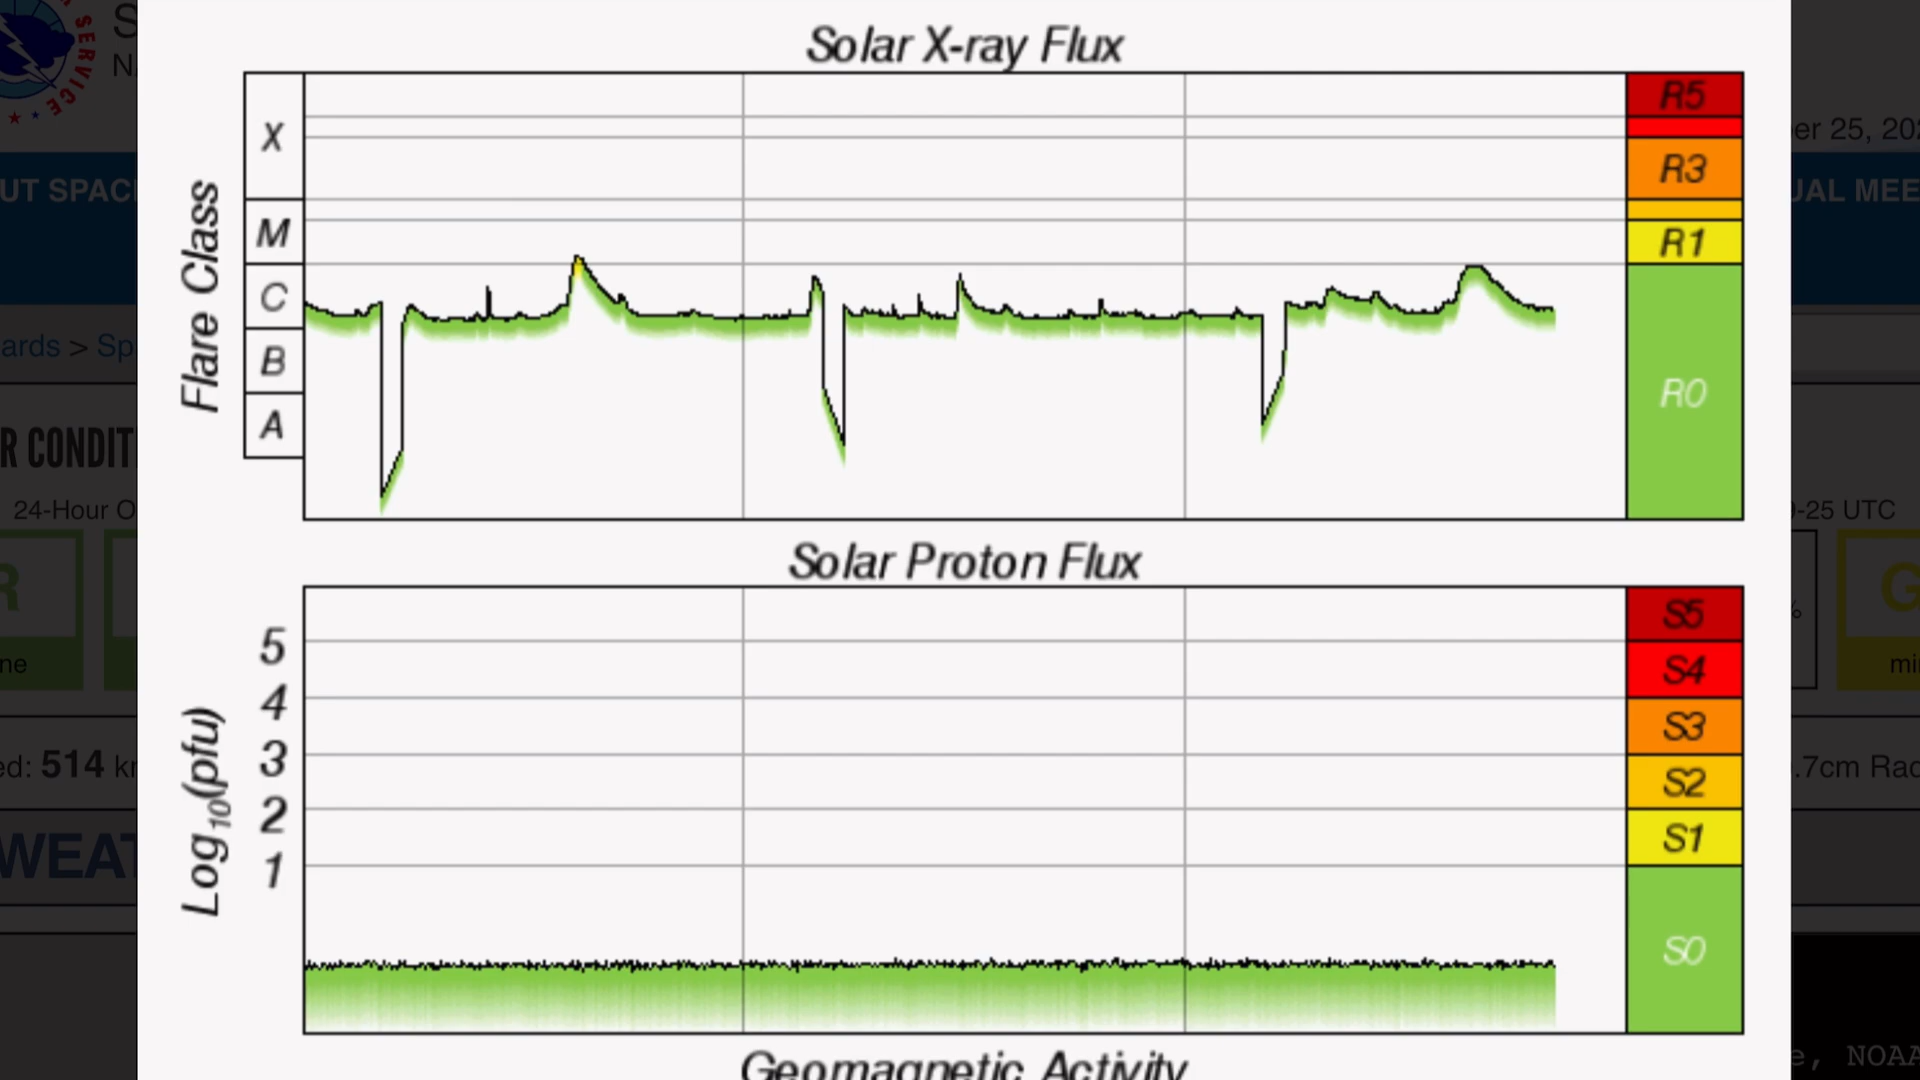 Solar X-ray Flux
Flare Class
X
M
C
B
A
R5
R3
R1
R0
Solar Proton Flux
Log10(pfu)
5
4
3
2
1
S5
S4
S3
S2
S1
S0
Geomagnetic Activity
SERVICE
25, 202
UT SPAC
UAL MEE
ards > Sp
R CONDIT
24-Hour O
-25 UTC
R
G
ne
mi
%
ed: 514 k
.7cm Rad
WEAT
e, NOAA